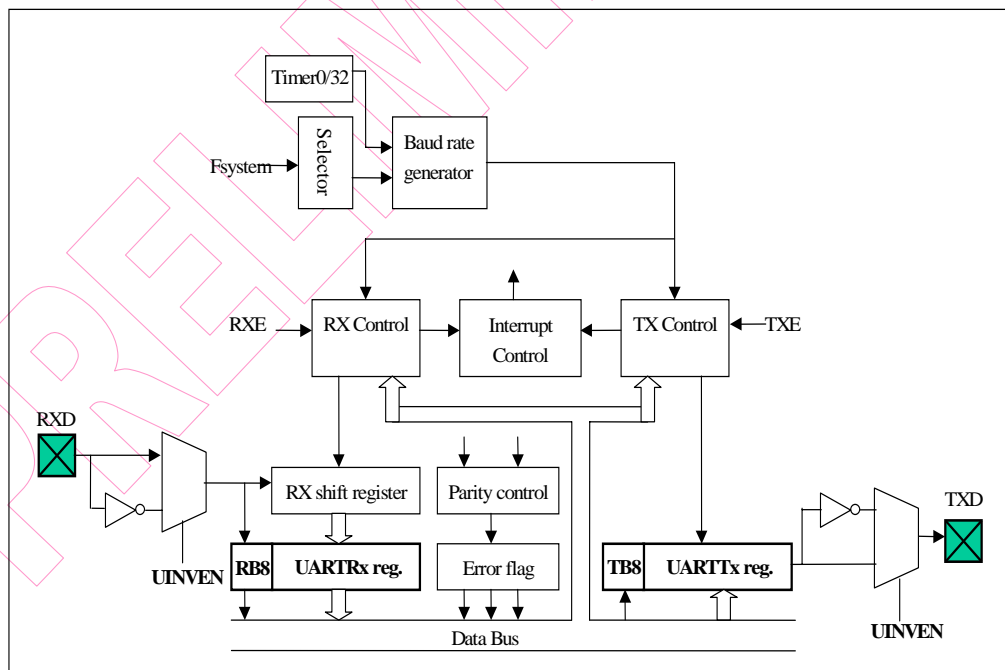 Timer0/32
Selector
Baud rate
generator
Fsystem
RXE
RX Control
Interrupt
Control
TX Control
TXE
RXD
RX shift register
Parity control
TXD
UINVEN
RB8
UARTRx reg.
Error flag
TB8
UARTTx reg.
UINVEN
Data Bus